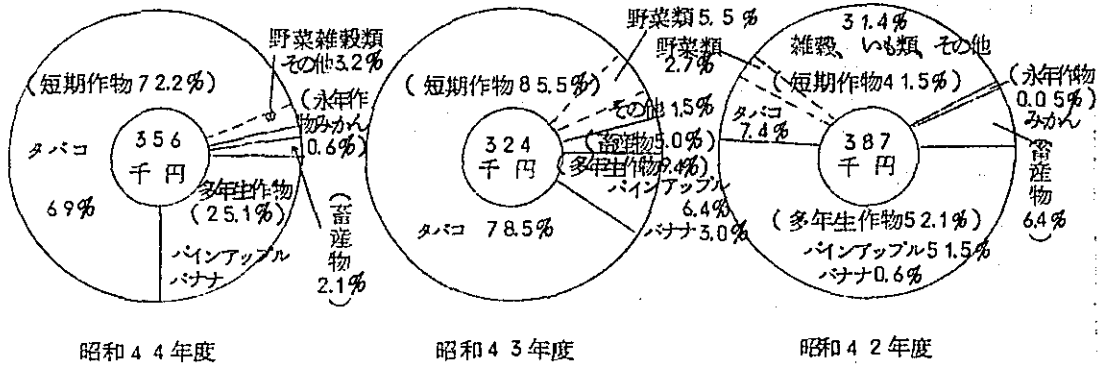 野菜雑穀類
その他3.2%
(短期作物72.2%)
(永年作
物みかん
0.6%)
356
千円
タバコ
69%
多年生作物
(25.1%)
パインアップル
バナナ
(畜産物
2.1%)
昭和44年度
野菜類5.5%
(短期作物85.5%)
その他1.5%
324
千円
(畜産物5.0%)
(多年生作物9.4%)
パインアップル
6.4%
バナナ3.0%
タバコ 78.5%
昭和43年度
31.4%
雑穀、いも類、その他
野菜類
2.7%
(短期作物41.5%)
(永年作物
0.05%)
みかん
タバコ
7.4%
387
千円
(畜産物
6.4%)
(多年生作物52.1%)
パインアップル51.5%
バナナ0.6%
昭和42年度